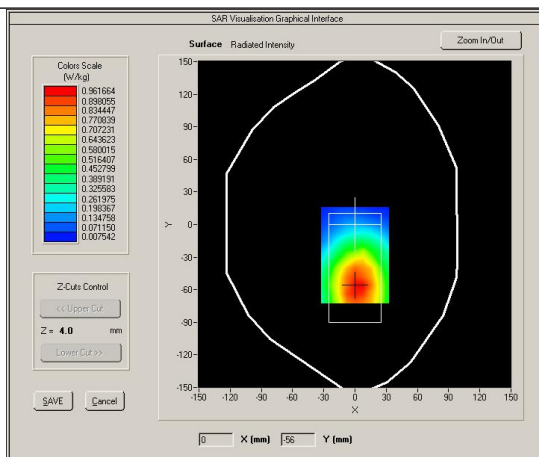 SAR Visualisation Graphical Interface
Surface Radiated Intensity
Zoom In/Out
Colors Scale
(W/kg)
0.961664
0.898055
0.834447
0.770839
0.707231
0.643623
0.580015
0.516407
0.452799
0.389191
0.325583
0.261975
0.198367
0.134758
0.071150
0.007542
Z-Cuts Control
<< Upper Cut
Z = 4.0 mm
Lower Cut >>
SAVE Cancel
150-
120-
90-
60-
30-
0-
-30-
-60-
-90-
-120-
-150-
Y
-150 -120 -90 -60 -30 0 30 60 90 120 150
X
0 X (mm) -56 Y (mm)